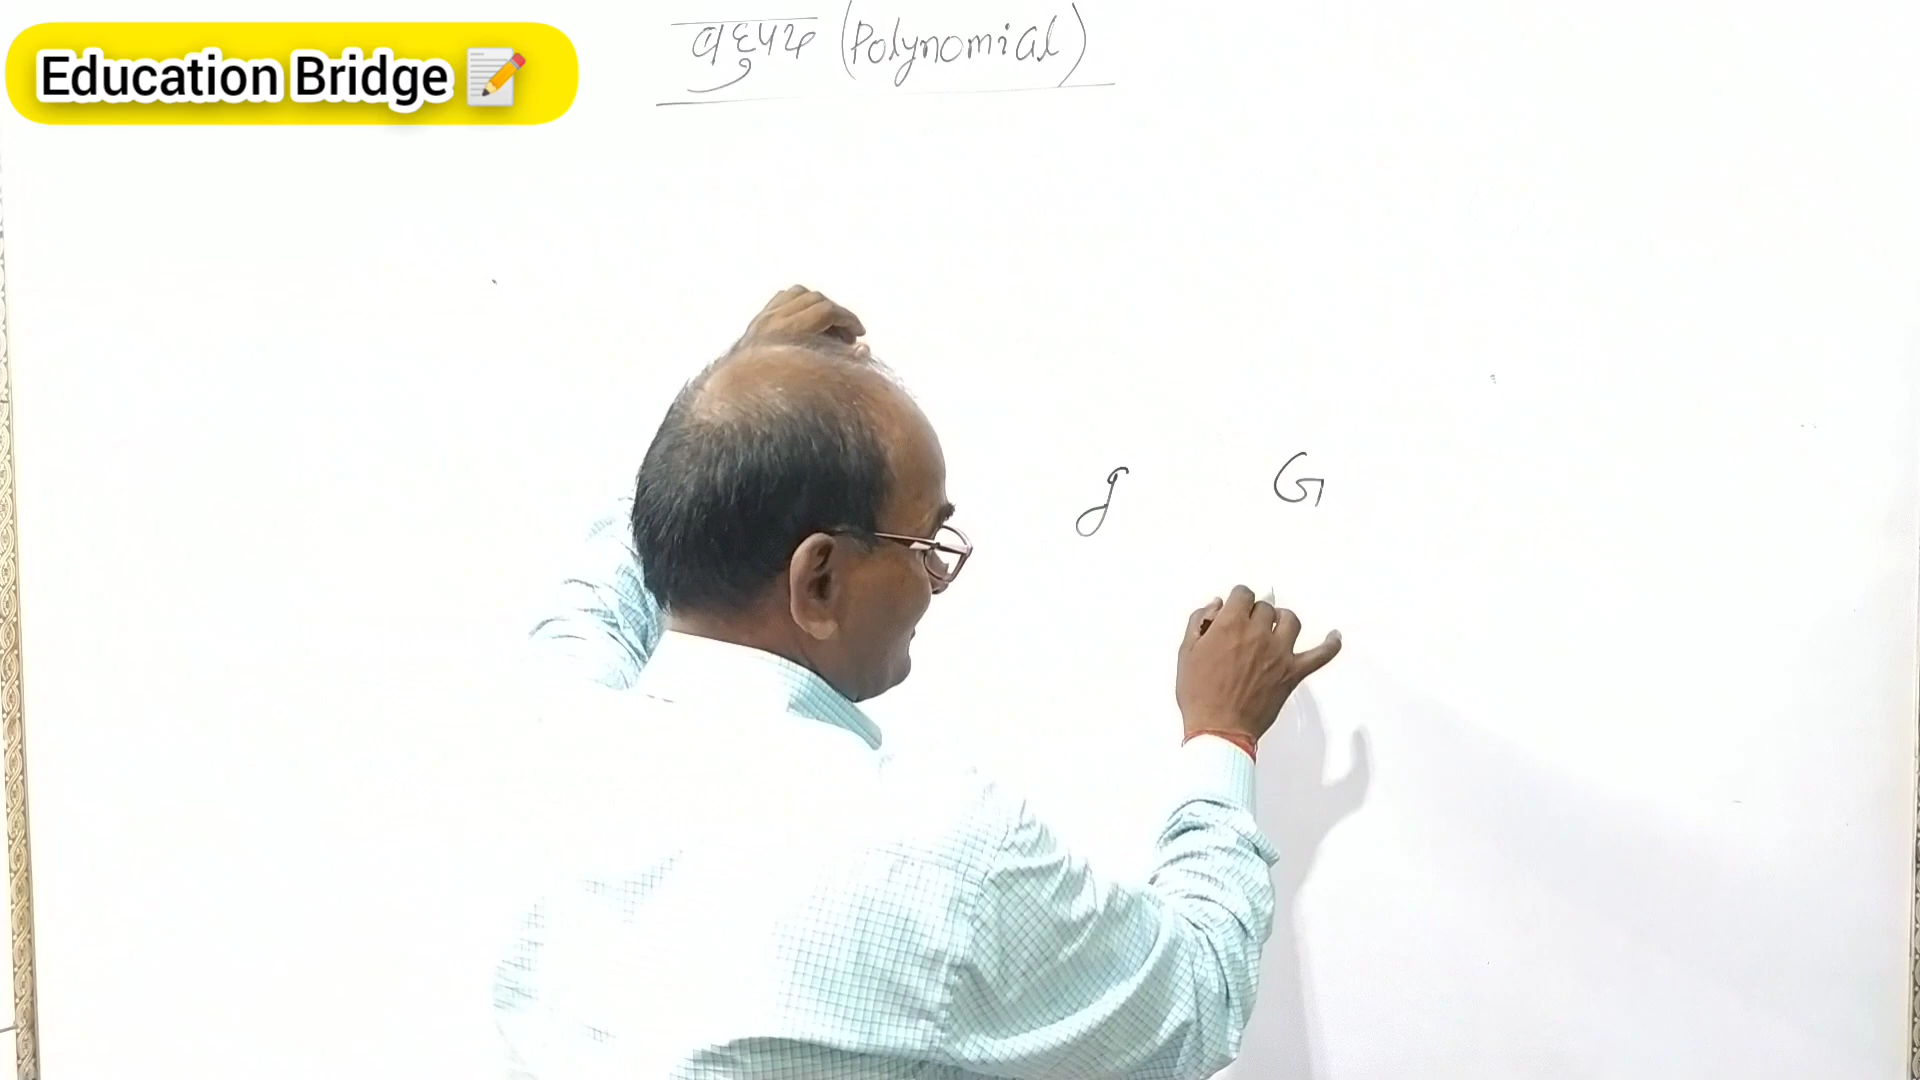 Education Bridge 📝
बहुपद (Polynomial)
g G